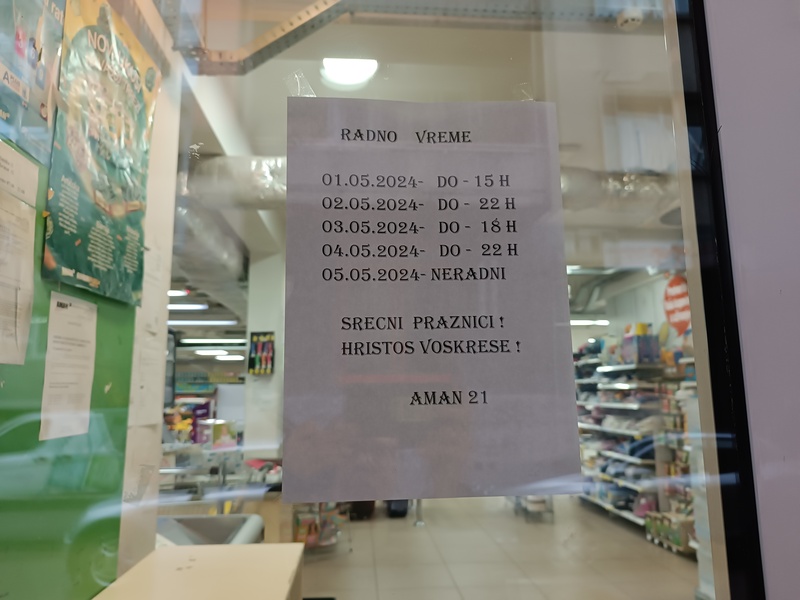 RADNO VREME
01.05.2024- DO - 15 H
02.05.2024- DO - 22 H
03.05.2024- DO - 18 H
04.05.2024- DO - 22 H
05.05.2024- NERADNI
SRECNI PRAZNICI !
HRISTOS VOSKRESE !
AMAN 21